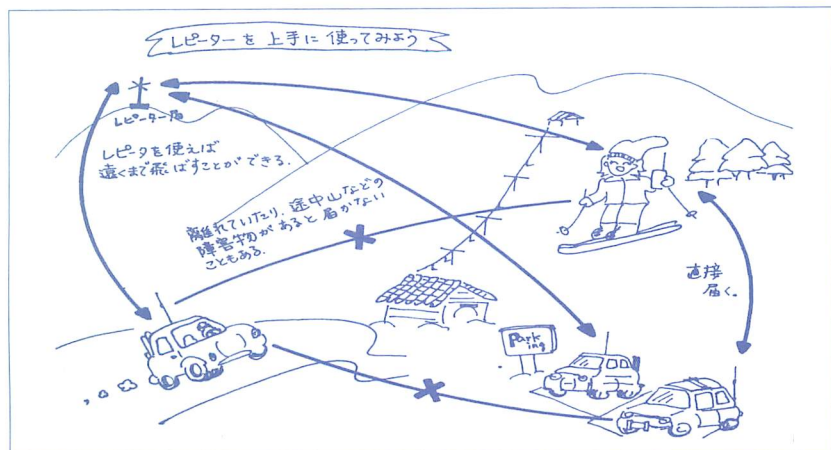 レピーターを上手に使ってみよう
レピーター局
レピータを使えば
遠くまで飛ばすことができる.
離れていたり、途中山などの
障害物があると届かない
こともある.
直接
届く.
Park
ing